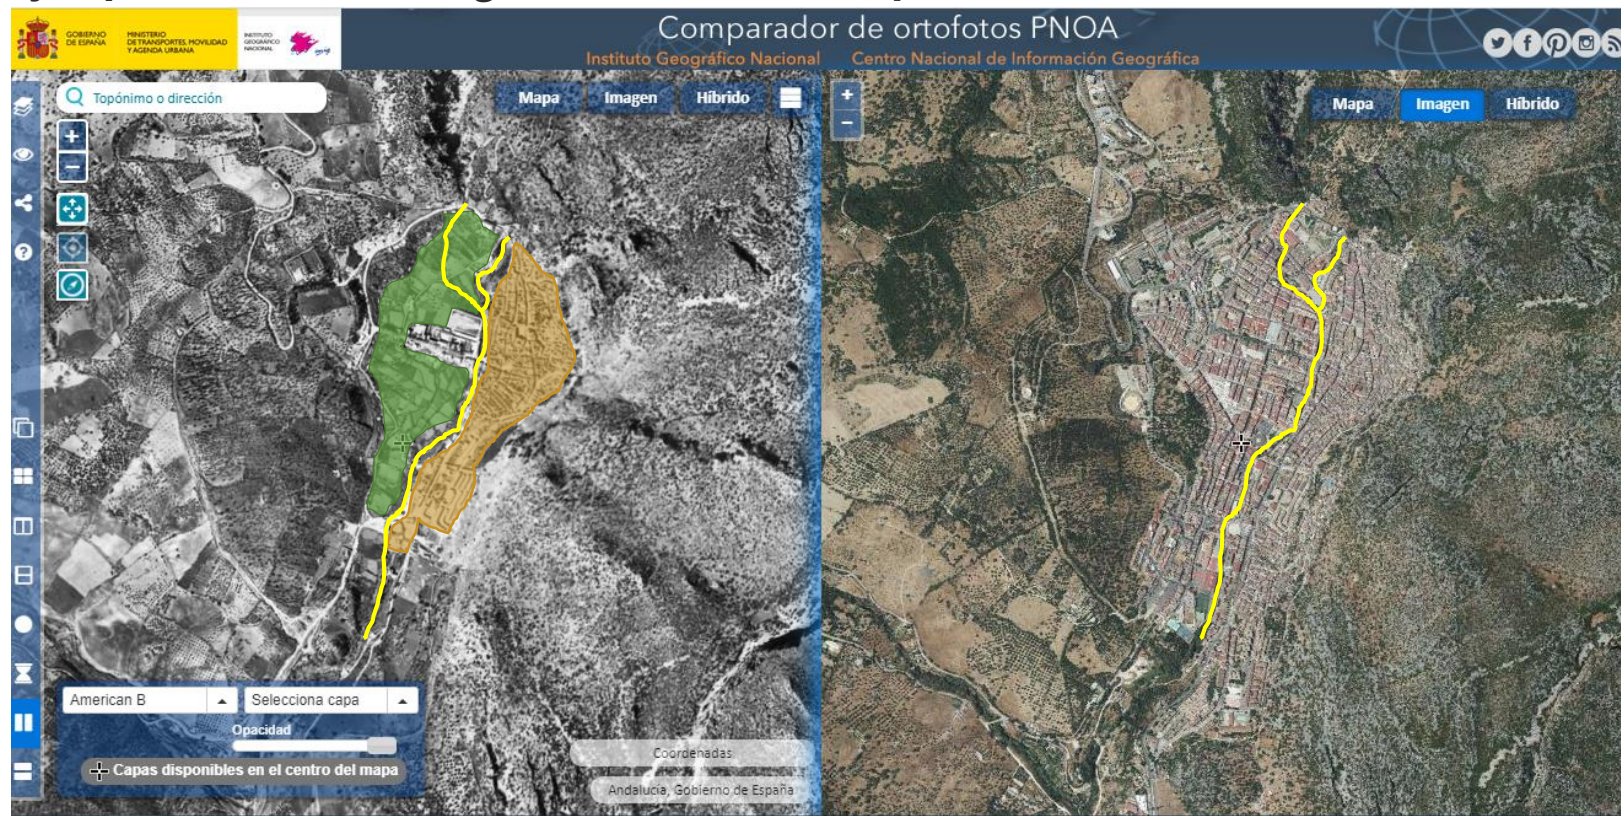 GOBIERNO
DE ESPAÑA
MINISTERIO
DE TRANSPORTES, MOVILIDAD
Y AGENDA URBANA
INSTITUTO
GEOGRÁFICO
NACIONAL
Comparador de ortofotos PNOA
Instituto Geográfico Nacional Centro Nacional de Información Geográfica
Topónimo o dirección
Mapa Imagen Híbrido
Mapa Imagen Híbrido
American B
Selecciona capa
Opacidad
Capas disponibles en el centro del mapa
Coordenadas
Andalucía, Gobierno de España